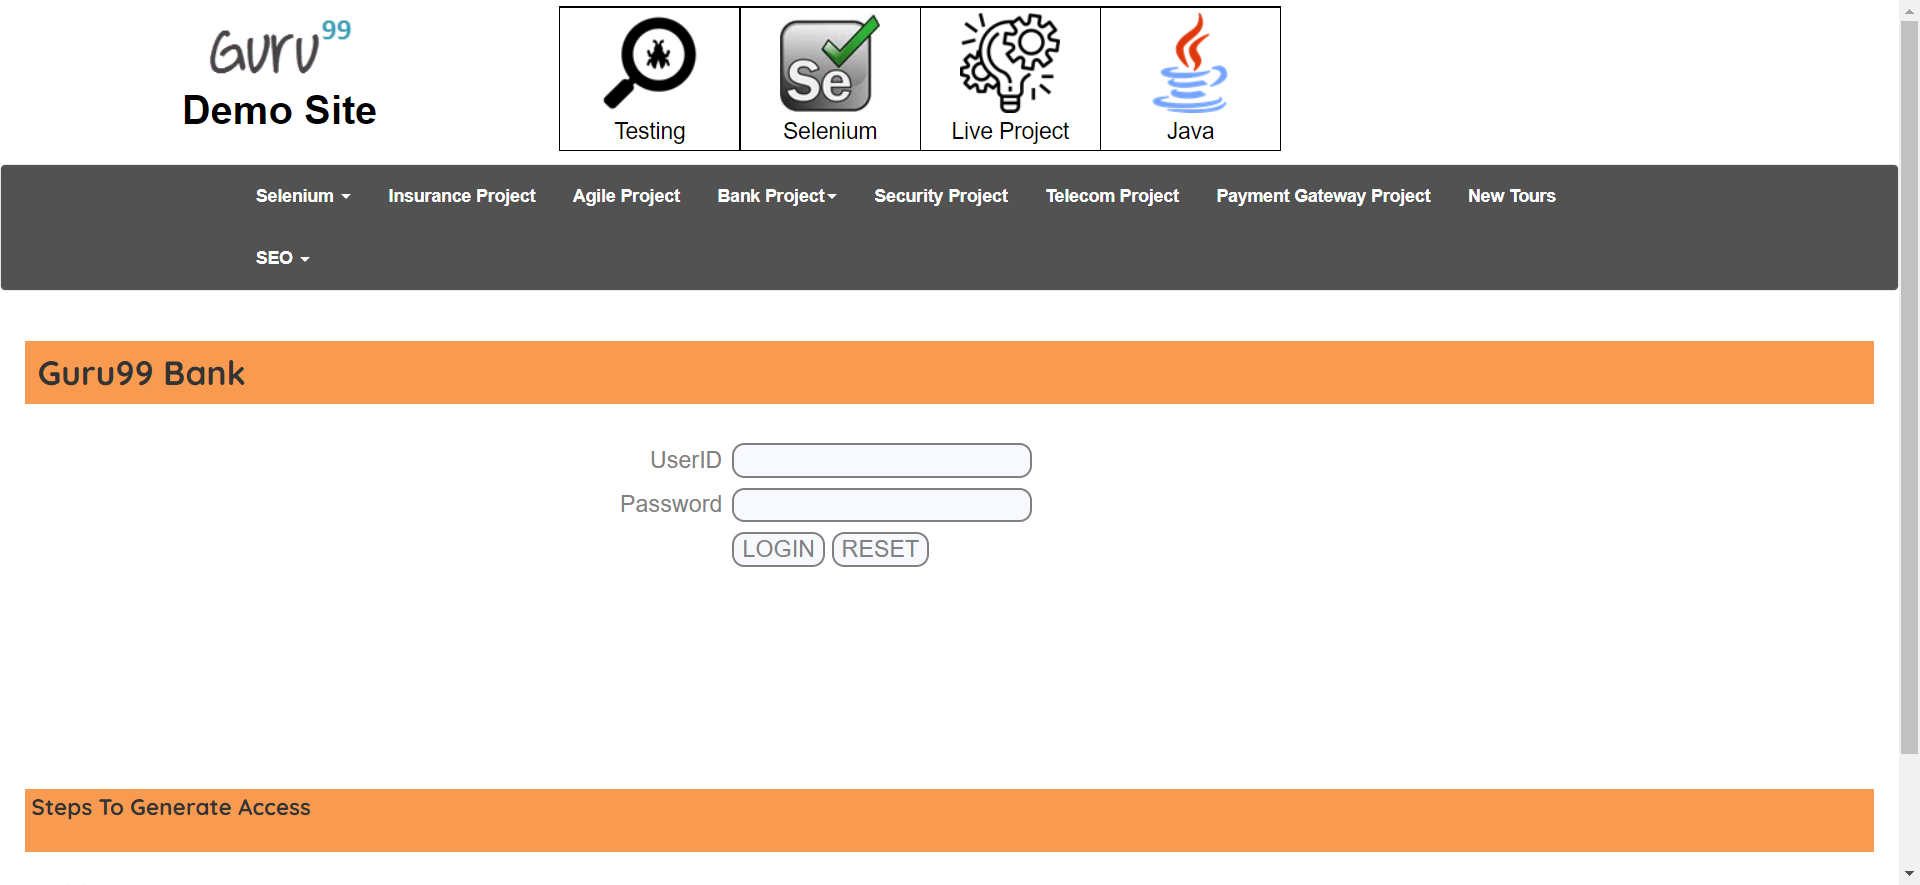 Guru99
Demo Site
Se
Testing
Selenium
Live Project
Java
Selenium
Insurance Project
Agile Project
Bank Project
Security Project
Telecom Project
Payment Gateway Project
New Tours
SEO
Guru99 Bank
UserID
Password
LOGIN
RESET
Steps To Generate Access